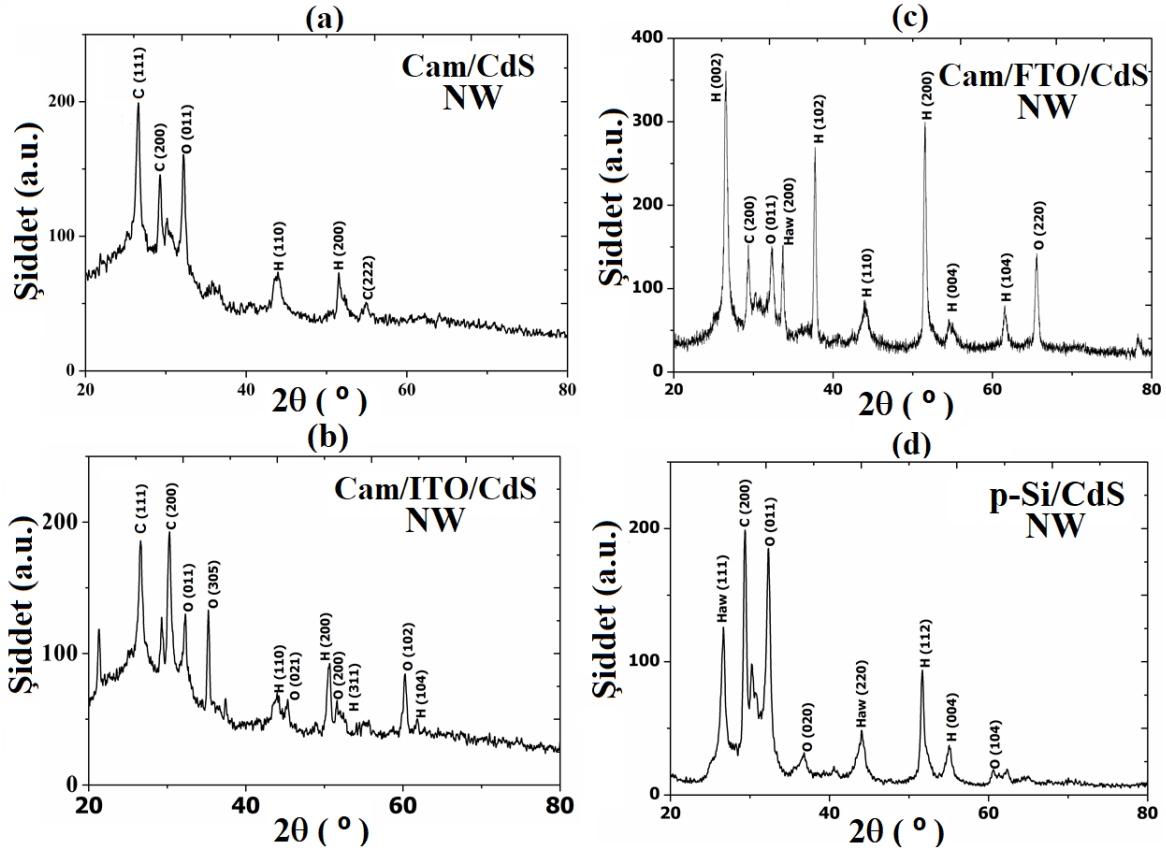 (a)
Cam/CdS
NW
C (111)
C (200)
O (011)
H (110)
H (200)
C(222)
Şiddet (a.u.)
200
100
0
20
40
60
80
2θ ( º )
(b)
Cam/ITO/CdS
NW
C (111)
C (200)
O (011)
O (305)
H (110)
O (021)
H (200)
O (200)
H (311)
O (102)
H (104)
Şiddet (a.u.)
200
100
0
20
40
60
80
2θ ( º )
(c)
Cam/FTO/CdS
NW
H (002)
C (200)
O (011)
Haw (200)
H (102)
H (110)
H (200)
H (004)
H (104)
O (220)
Şiddet (a.u.)
400
300
200
100
0
20
40
60
80
2θ ( º )
(d)
p-Si/CdS
NW
Haw (111)
C (200)
O (011)
O (020)
Haw (220)
H (112)
H (004)
O (104)
Şiddet (a.u.)
200
100
0
20
40
60
80
2θ ( º )